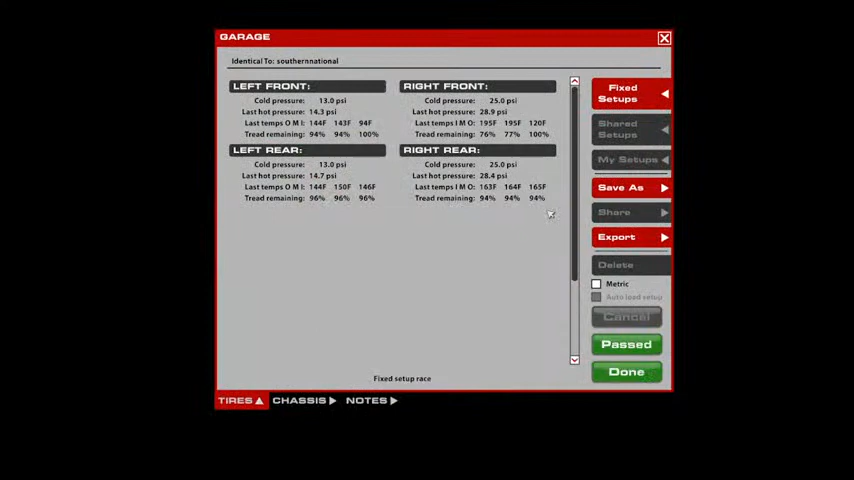 GARAGE
Identical To: southernnational
LEFT FRONT:
Cold pressure: 13.0 psi
Last hot pressure: 14.3 psi
Last temps O M I: 144F 143F 94F
Tread remaining: 94% 94% 100%
RIGHT FRONT:
Cold pressure: 25.0 psi
Last hot pressure: 28.9 psi
Last temps I M O: 195F 195F 120F
Tread remaining: 76% 77% 100%
LEFT REAR:
Cold pressure: 13.0 psi
Last hot pressure: 14.7 psi
Last temps O M I: 144F 150F 146F
Tread remaining: 96% 96% 96%
RIGHT REAR:
Cold pressure: 25.0 psi
Last hot pressure: 28.4 psi
Last temps I M O: 163F 164F 165F
Tread remaining: 94% 94% 94%
Fixed setup race
Fixed
Setups
Shared
Setups
My Setups
Save As
Share
Export
Delete
Metric
Auto load setup
Cancel
Passed
Done
TIRES CHASSIS NOTES